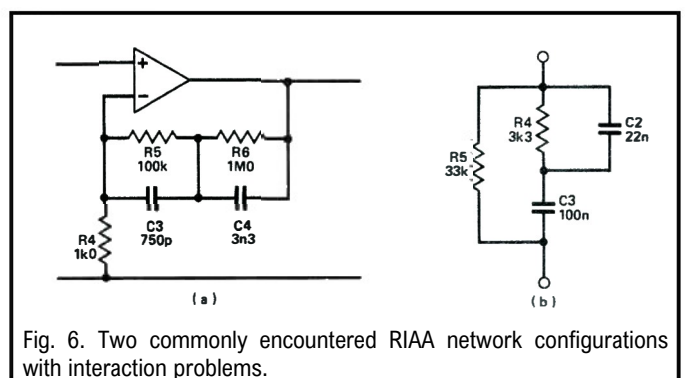 +
−
R5
100k
R6
1M0
C3
750p
C4
3n3
R4
1k0
(a)
R5
33k
R4
3k3
C2
22n
C3
100n
(b)
Fig. 6. Two commonly encountered RIAA network configurations
with interaction problems.